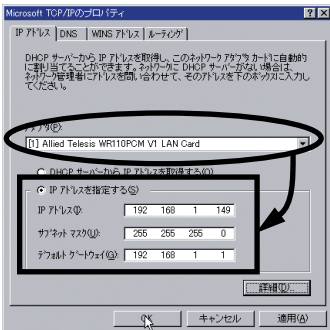 Microsoft TCP/IPのプロパティ
IP アドレス DNS WINS アドレス ルーティング
DHCP サーバーから IP アドレスを取得し、このネットワーク アダプタ カードに自動的
に割り当てることができます。ネットワークに DHCP サーバーがない場合は、
ネットワーク管理者にアドレスを問い合わせて、そのアドレスを下のボックスに入力し
てください。
アダプタ(P):
[1] Allied Telesis WR110PCM V1 LAN Card
DHCP サーバーから IP アドレスを取得する(O)
IP アドレスを指定する(S)
IP アドレス(I): 192 168 1 149
サブネット マスク(U): 255 255 255 0
デフォルト ゲートウェイ(G): 192 168 1 1
詳細(D)...
OK キャンセル 適用(A)